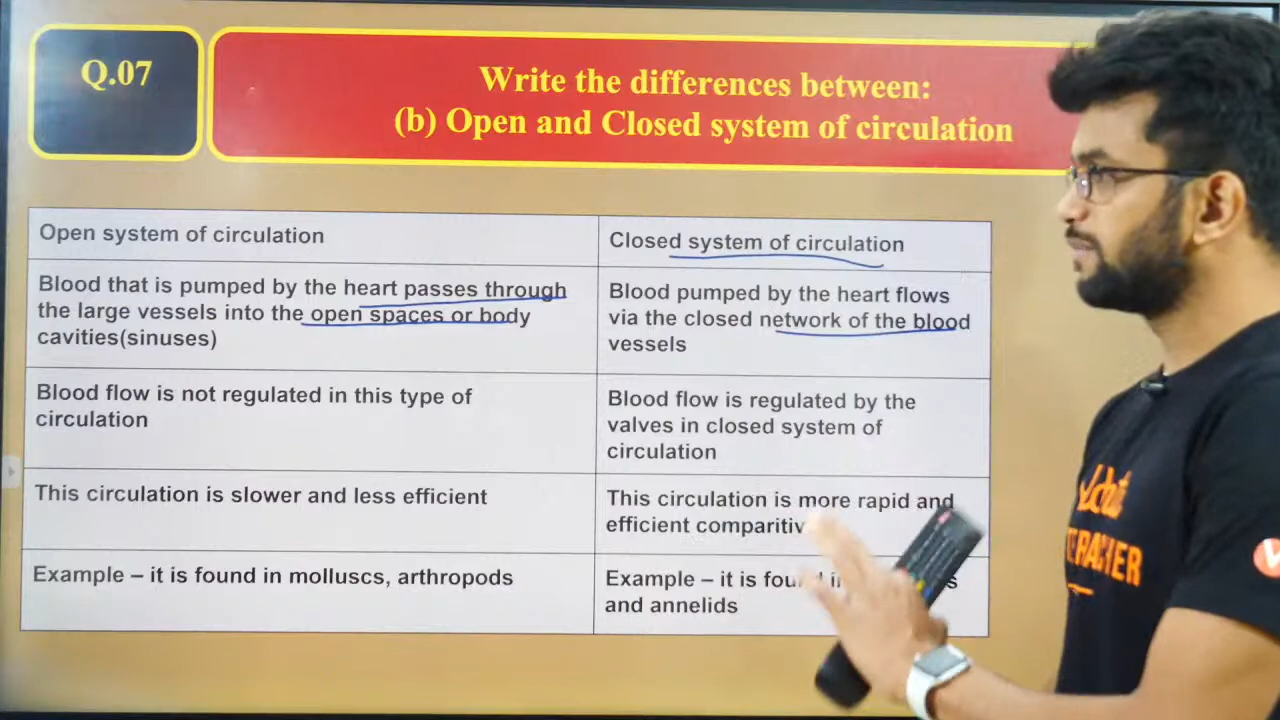 Q.07
Write the differences between:
(b) Open and Closed system of circulation
Open system of circulation
Closed system of circulation
Blood that is pumped by the heart passes through
the large vessels into the open spaces or body
cavities(sinuses)
Blood pumped by the heart flows
via the closed network of the blood
vessels
Blood flow is not regulated in this type of
circulation
Blood flow is regulated by the
valves in closed system of
circulation
This circulation is slower and less efficient
This circulation is more rapid and
efficient
Example – it is found in molluscs, arthropods
Example – it is
and annelids